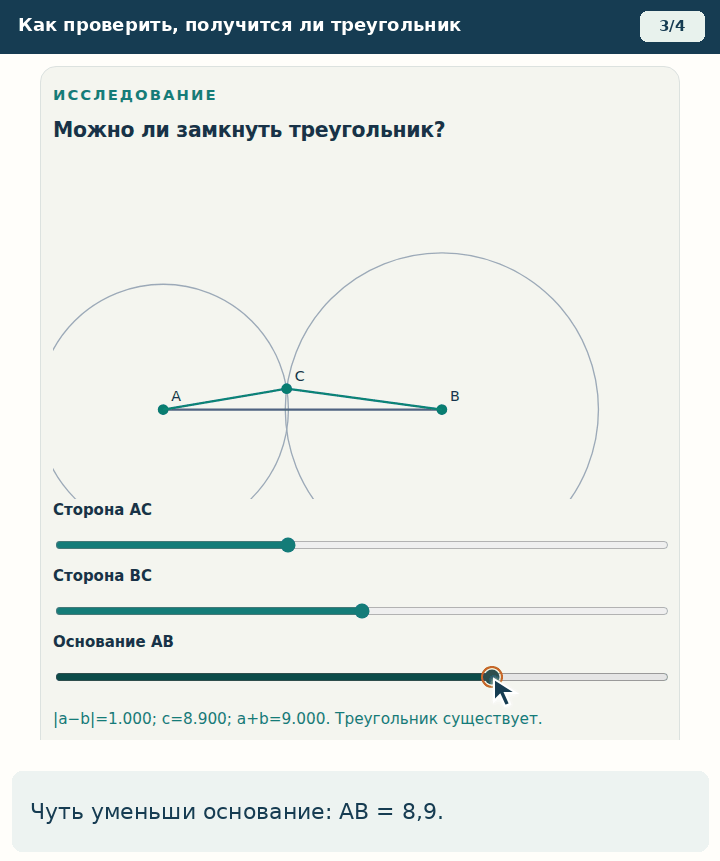 Как проверить, получится ли треугольник
3/4
ИССЛЕДОВАНИЕ
Можно ли замкнуть треугольник?
C
A
B
Сторона AC
Сторона BC
Основание AB
|a−b|=1.000; c=8.900; a+b=9.000. Треугольник существует.
Чуть уменьши основание: AB = 8,9.